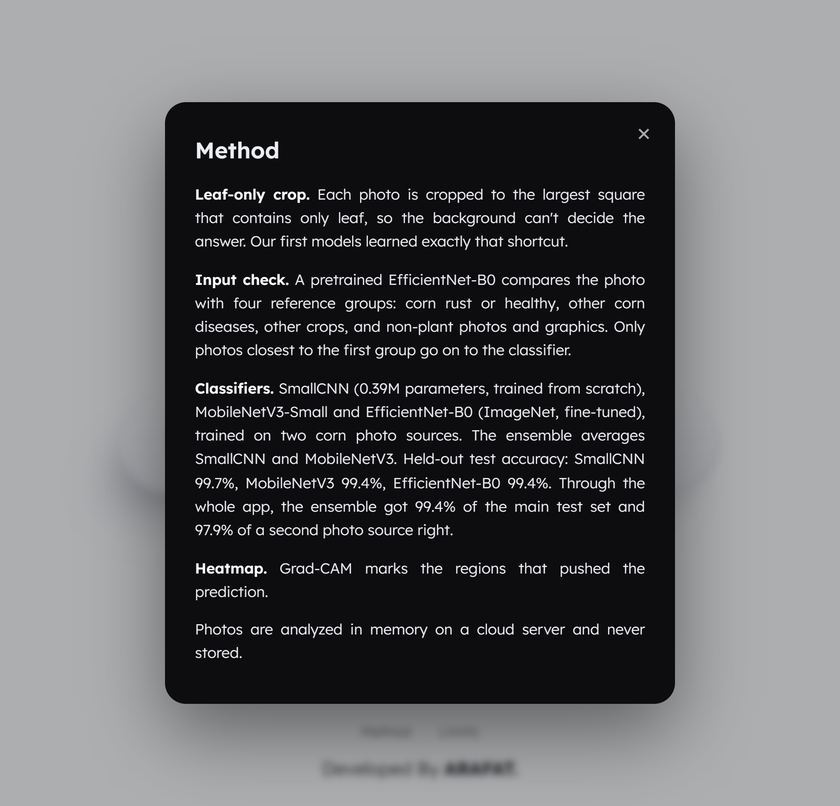 Method
✕
Leaf-only crop. Each photo is cropped to the largest square
that contains only leaf, so the background can't decide the
answer. Our first models learned exactly that shortcut.
Input check. A pretrained EfficientNet-B0 compares the photo
with four reference groups: corn rust or healthy, other corn
diseases, other crops, and non-plant photos and graphics. Only
photos closest to the first group go on to the classifier.
Classifiers. SmallCNN (0.39M parameters, trained from scratch),
MobileNetV3-Small and EfficientNet-B0 (ImageNet, fine-tuned),
trained on two corn photo sources. The ensemble averages
SmallCNN and MobileNetV3. Held-out test accuracy: SmallCNN
99.7%, MobileNetV3 99.4%, EfficientNet-B0 99.4%. Through the
whole app, the ensemble got 99.4% of the main test set and
97.9% of a second photo source right.
Heatmap. Grad-CAM marks the regions that pushed the
prediction.
Photos are analyzed in memory on a cloud server and never
stored.
Method
Developed By ARAFAT.